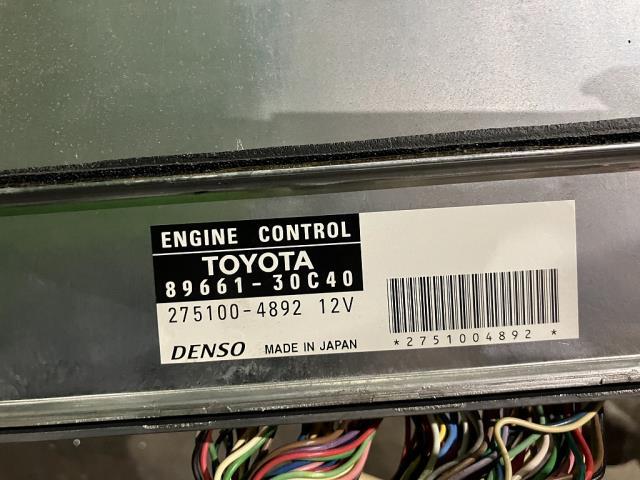 ENGINE CONTROL
TOYOTA
89661-30C40
275100-4892 12V
DENSO MADE IN JAPAN
*2751004892*